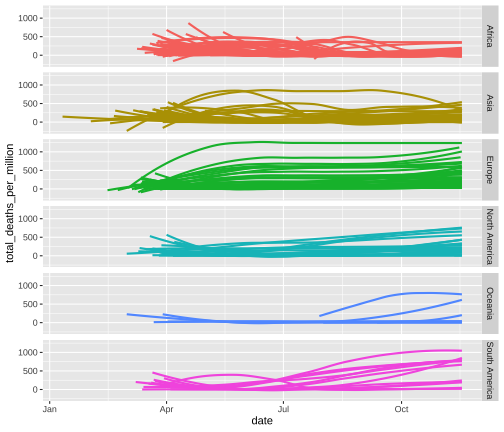 1000
500
0
Africa
1000
500
0
Asia
1000
500
0
Europe
1000
500
0
North America
1000
500
0
Oceania
1000
500
0
South America
total_deaths_per_million
Jan
Apr
Jul
Oct
date